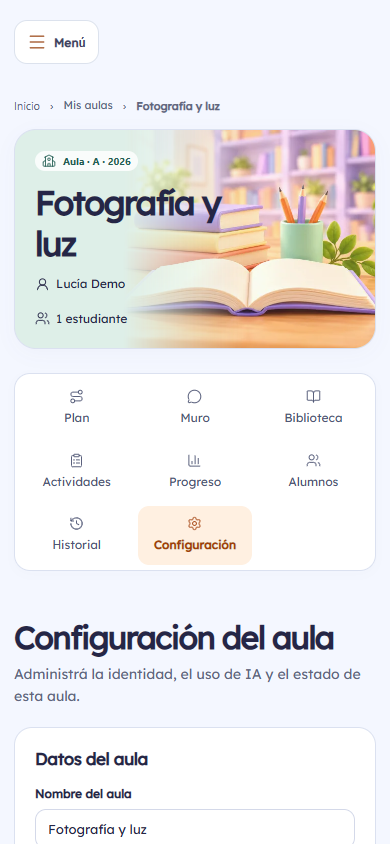 Menú
Inicio › Mis aulas › Fotografía y luz
Aula · A · 2026
Fotografía y
luz
Lucía Demo
1 estudiante
Plan
Muro
Biblioteca
Actividades
Progreso
Alumnos
Historial
Configuración
Configuración del aula
Administrá la identidad, el uso de IA y el estado de
esta aula.
Datos del aula
Nombre del aula
Fotografía y luz